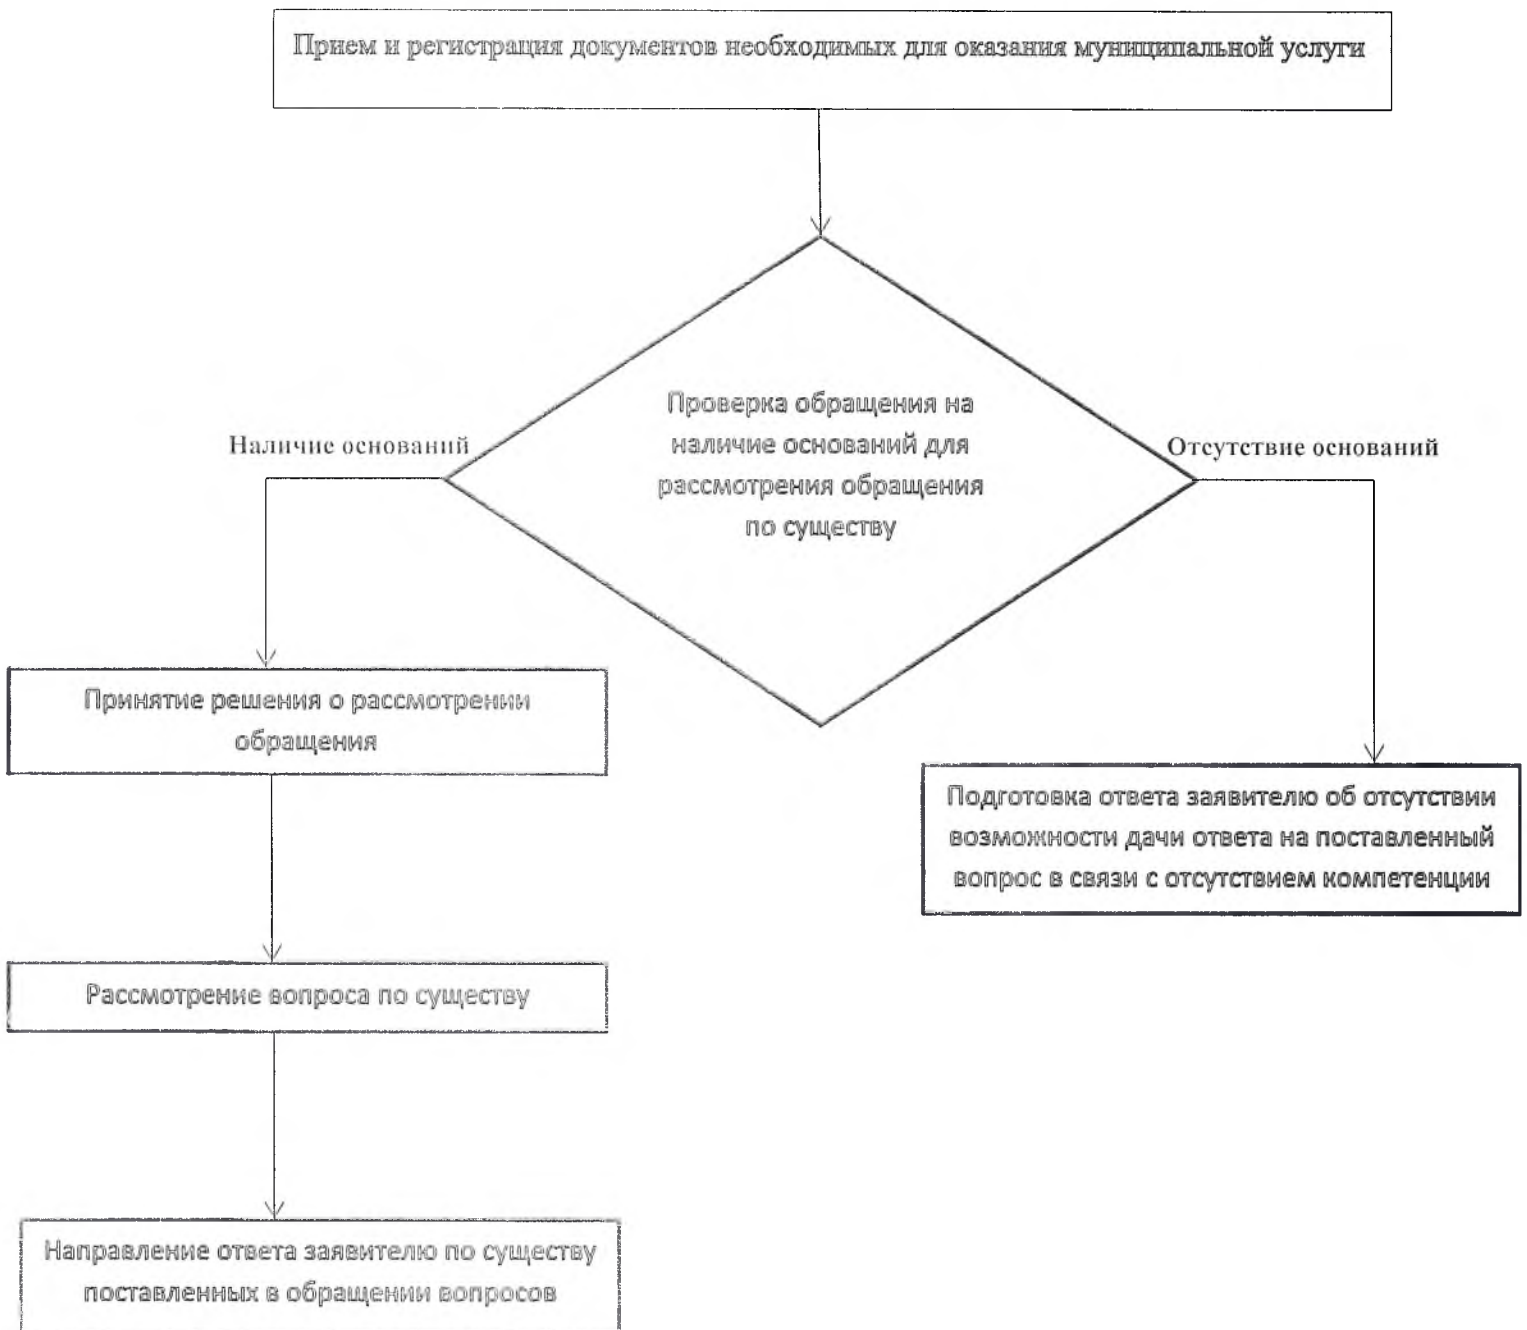 Прием и регистрация документов необходимых для оказания муниципальной услуги
Проверка обращения на
наличие оснований для
рассмотрения обращения
по существу
Наличие оснований
Отсутствие оснований
Принятие решения о рассмотрении
обращения
Подготовка ответа заявителю об отсутствии
возможности дачи ответа на поставленный
вопрос в связи с отсутствием компетенции
Рассмотрение вопроса по существу
Направление ответа заявителю по существу
поставленных в обращении вопросов